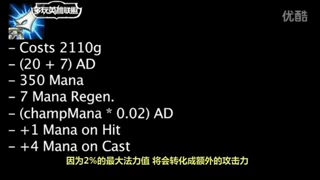 多玩英雄联盟
优酷
- Costs 2110g
- (20 + 7) AD
- 350 Mana
- 7 Mana Regen.
- (champMana * 0.02) AD
- +1 Mana on Hit
- +4 Mana on Cast
因为2%的最大法力值 将会转化成额外的攻击力